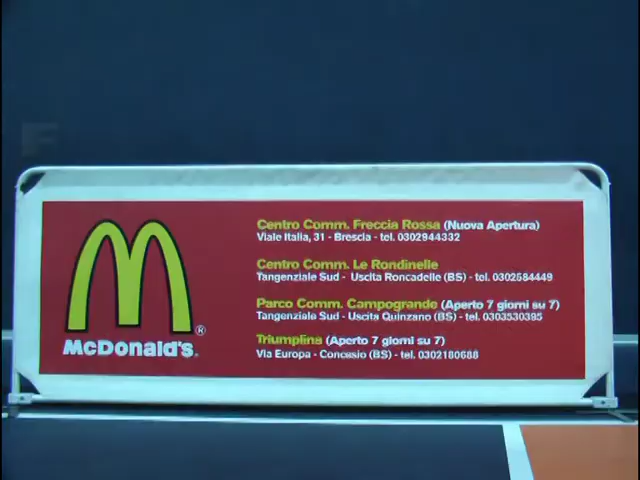 Centro Comm. Freccia Rossa (Nuova Apertura)
Viale Italia, 31 - Brescia - tel. 0302944332
Centro Comm. Le Rondinelle
Tangenziale Sud - Uscita Roncadelle (BS) - tel. 0302584449
Parco Comm. Campogrande (Aperto 7 giorni su 7)
Tangenziale Sud - Uscita Quinzano (BS) - tel. 0303530395
Triumplina (Aperto 7 giorni su 7)
Via Europa - Concesio (BS) - tel. 0302180688
McDonald's®